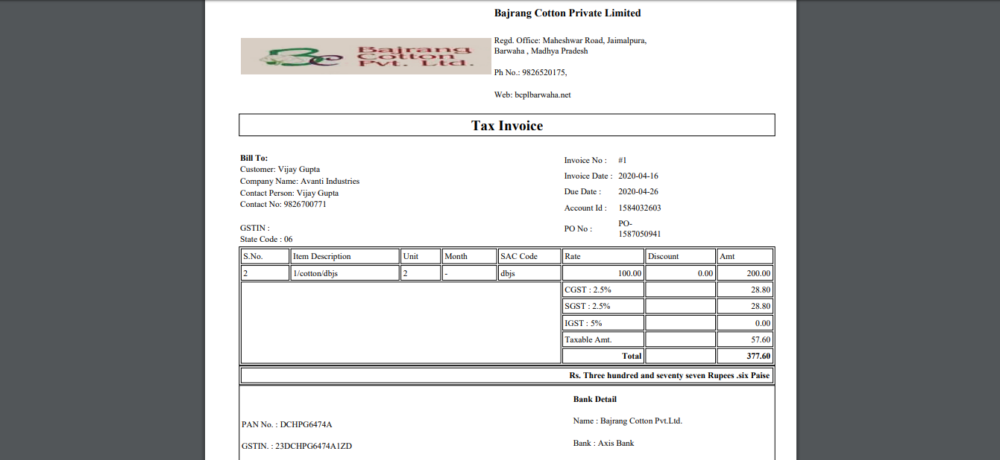 Bajrang Cotton Private Limited
Bajrang
Cotton
Pvt. Ltd.
Regd. Office: Maheshwar Road, Jaimalpura,
Barwaha , Madhya Pradesh
Ph No.: 9826520175,
Web: bcplbarwaha.net
Tax Invoice
Bill To:
Customer: Vijay Gupta
Company Name: Avanti Industries
Contact Person: Vijay Gupta
Contact No: 9826700771
GSTIN :
State Code : 06
Invoice No : #1
Invoice Date : 2020-04-16
Due Date : 2020-04-26
Account Id : 1584032603
PO No : PO-
1587050941
S.No. Item Description Unit Month SAC Code Rate Discount Amt
2 1/cotton/dbjs 2 - dbjs 100.00 0.00 200.00
CGST : 2.5% 28.80
SGST : 2.5% 28.80
IGST : 5% 0.00
Taxable Amt. 57.60
Total 377.60
Rs. Three hundred and seventy seven Rupees .six Paise
PAN No. : DCHPG6474A
GSTIN. : 23DCHPG6474A1ZD
Bank Detail
Name : Bajrang Cotton Pvt.Ltd.
Bank : Axis Bank